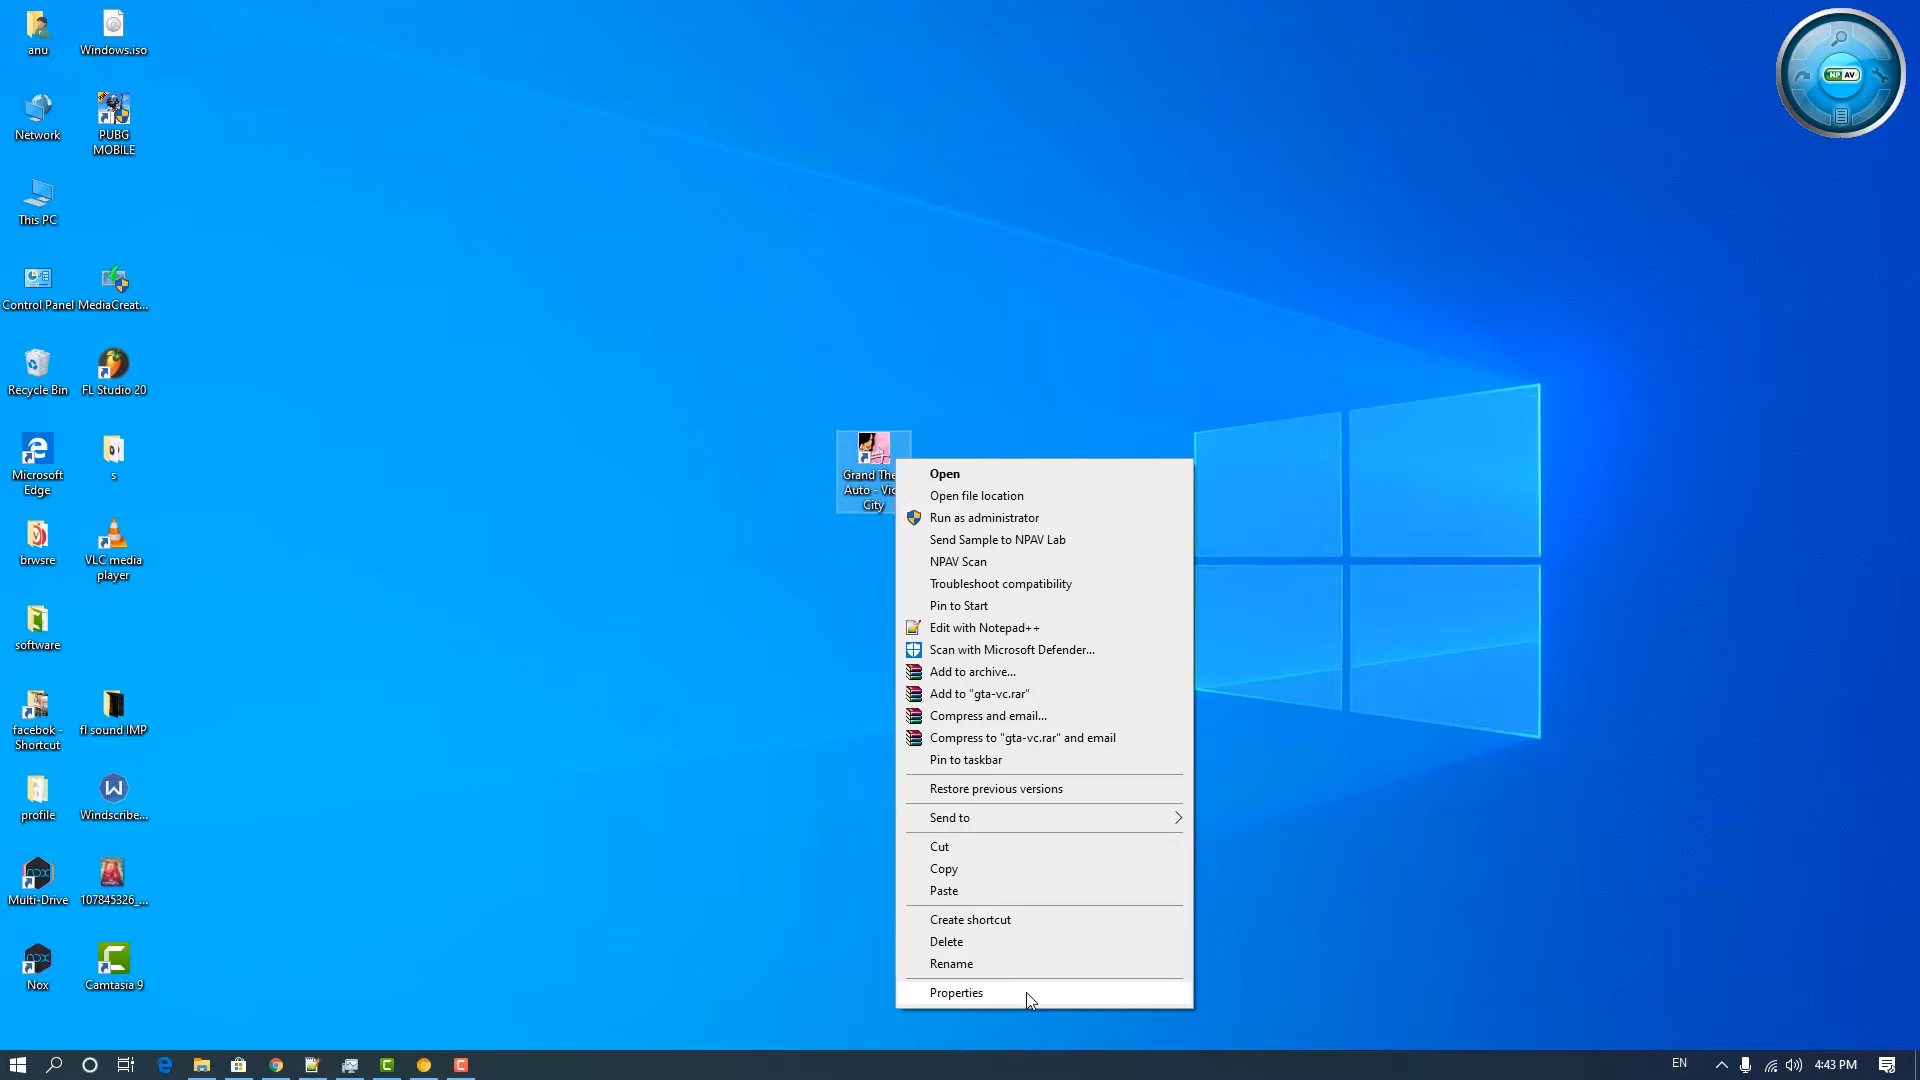 anu
Windows.iso
Network
PUBG
MOBILE
This PC
Control Panel
MediaCreat...
Recycle Bin
FL Studio 20
Microsoft
Edge
s
brwsre
VLC media
player
software
facebok -
Shortcut
fl sound IMP
profile
Windscribe...
Multi-Drive
107845326_...
Nox
Camtasia 9
NP AV
Grand The
Auto - Vic
City
Open
Open file location
Run as administrator
Send Sample to NPAV Lab
NPAV Scan
Troubleshoot compatibility
Pin to Start
Edit with Notepad++
Scan with Microsoft Defender...
Add to archive...
Add to "gta-vc.rar"
Compress and email...
Compress to "gta-vc.rar" and email
Pin to taskbar
Restore previous versions
Send to
Cut
Copy
Paste
Create shortcut
Delete
Rename
Properties
EN
4:43 PM